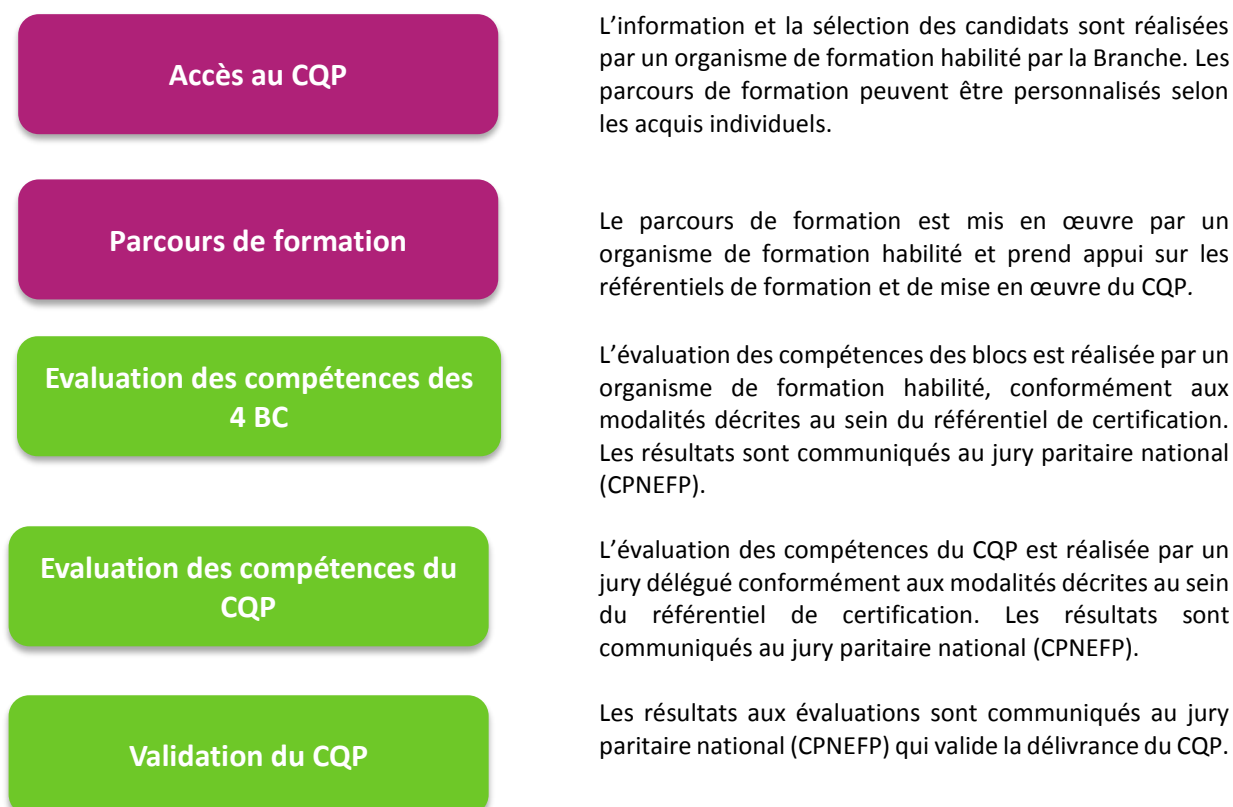 Accès au CQP
L’information et la sélection des candidats sont réalisées
par un organisme de formation habilité par la Branche. Les
parcours de formation peuvent être personnalisés selon
les acquis individuels.
Parcours de formation
Le parcours de formation est mis en œuvre par un
organisme de formation habilité et prend appui sur les
référentiels de formation et de mise en œuvre du CQP.
Evaluation des compétences des
4 BC
L’évaluation des compétences des blocs est réalisée par un
organisme de formation habilité, conformément aux
modalités décrites au sein du référentiel de certification.
Les résultats sont communiqués au jury paritaire national
(CPNEFP).
Evaluation des compétences du
CQP
L’évaluation des compétences du CQP est réalisée par un
jury délégué conformément aux modalités décrites au sein
du référentiel de certification. Les résultats sont
communiqués au jury paritaire national (CPNEFP).
Validation du CQP
Les résultats aux évaluations sont communiqués au jury
paritaire national (CPNEFP) qui valide la délivrance du CQP.